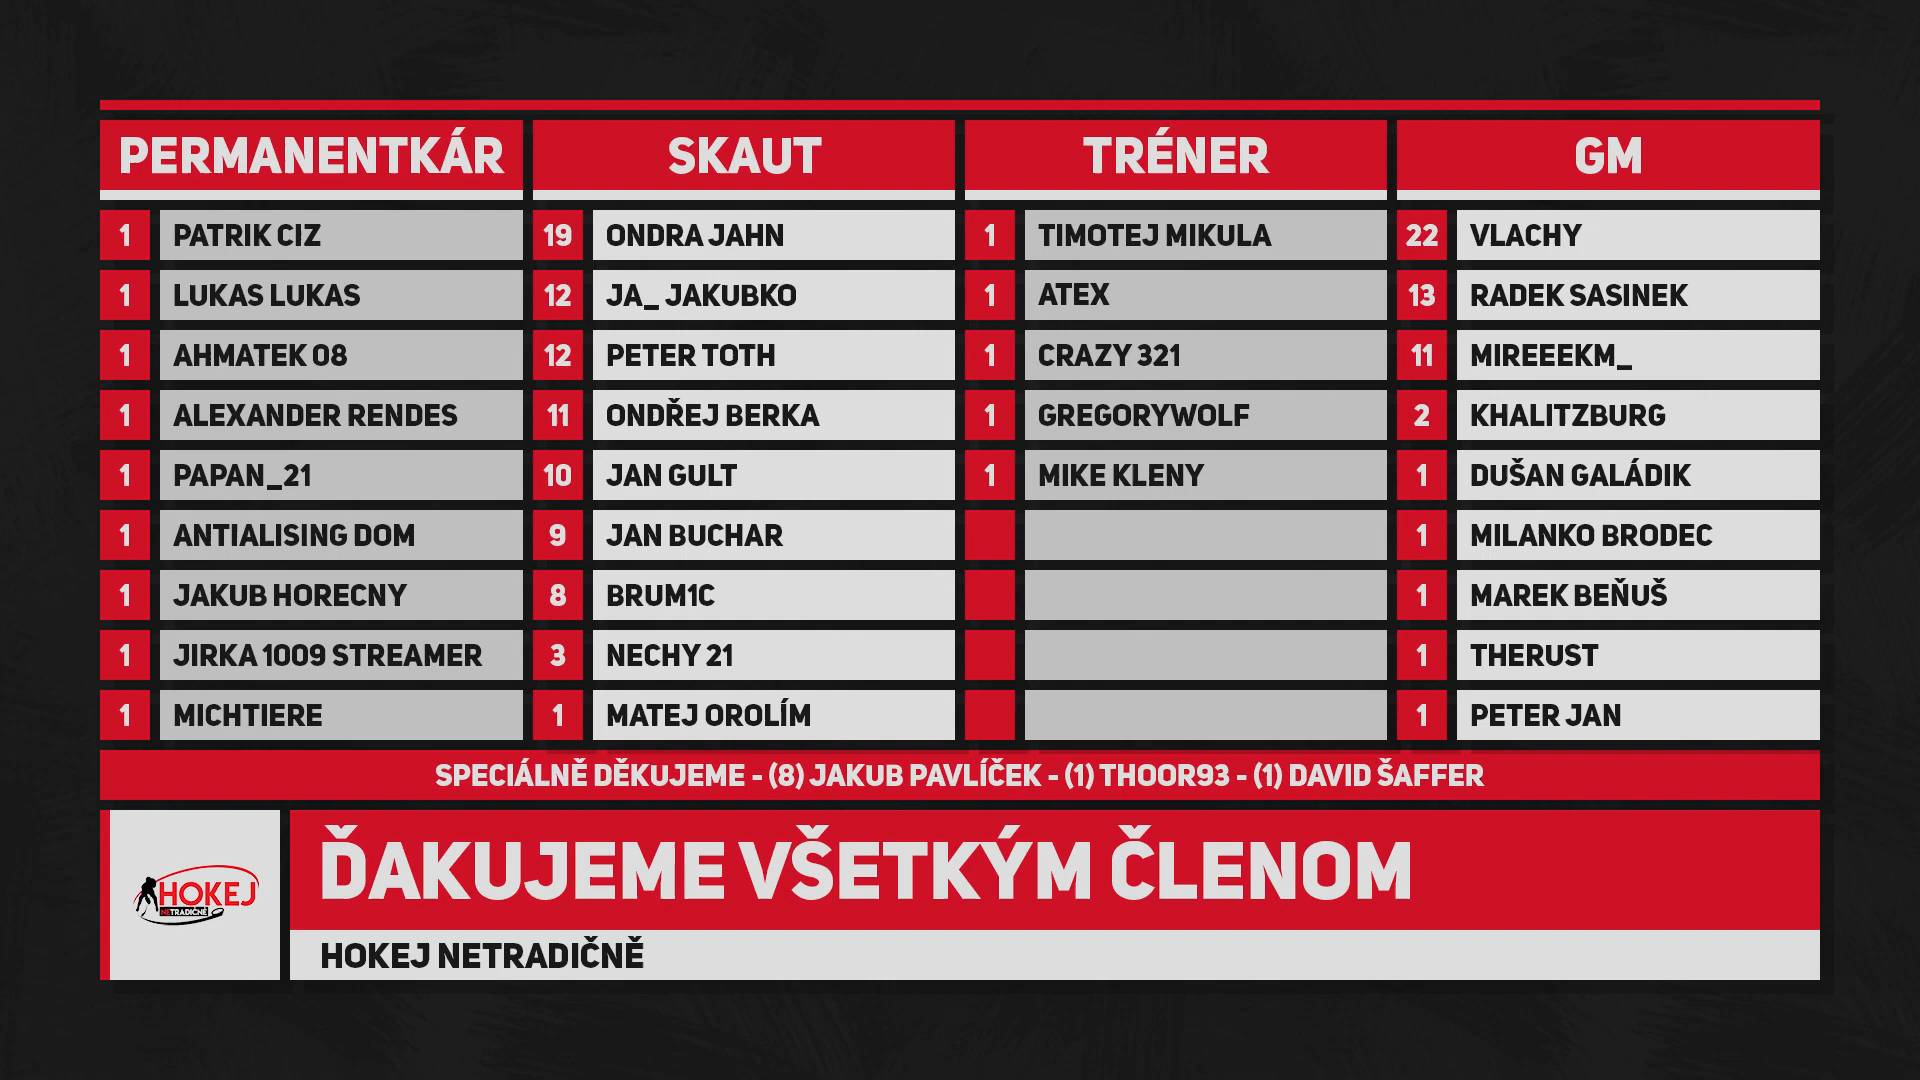 PERMANENTKÁR SKAUT TRÉNER GM
1 PATRIK CIZ 19 ONDRA JAHN 1 TIMOTEJ MIKULA 22 VLACHY
1 LUKAS LUKAS 12 JA_ JAKUBKO 1 ATEX 13 RADEK SASINEK
1 AHMATEK 08 12 PETER TOTH 1 CRAZY 321 11 MIREEEKM_
1 ALEXANDER RENDES 11 ONDŘEJ BERKA 1 GREGORYWOLF 2 KHALITZBURG
1 PAPAN_21 10 JAN GULT 1 MIKE KLENY 1 DUŠAN GALÁDIK
1 ANTIALISING DOM 9 JAN BUCHAR 1 MILANKO BRODEC
1 JAKUB HORECNY 8 BRUM1C 1 MAREK BEŇUŠ
1 JIRKA 1009 STREAMER 3 NECHY 21 1 THERUST
1 MICHTIERE 1 MATEJ OROLÍM 1 PETER JAN
SPECIÁLNĚ DĚKUJEME - (8) JAKUB PAVLÍČEK - (1) THOOR93 - (1) DAVID ŠAFFER
ĎAKUJEME VŠETKÝM ČLENOM
HOKEJ
NETRADIČNĚ
HOKEJ NETRADIČNĚ